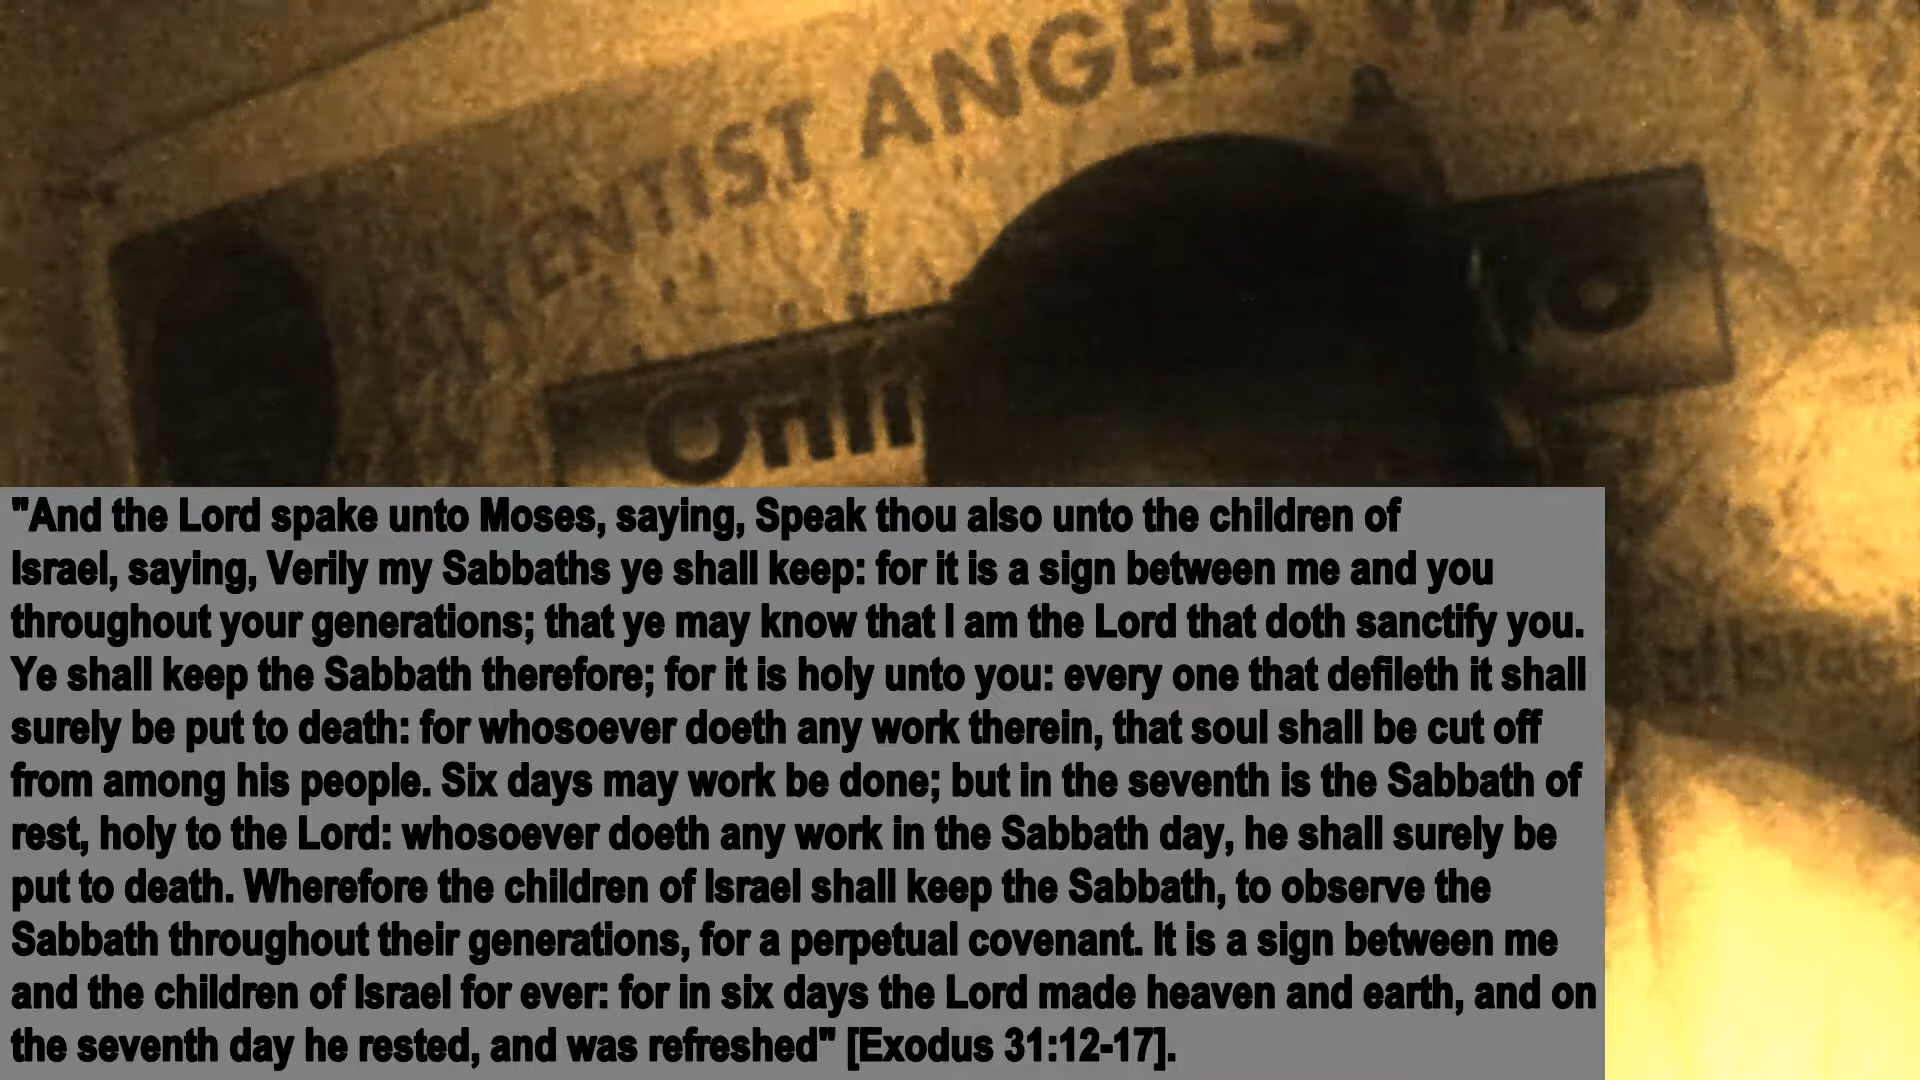 ENTIST ANGELS
Onli
"And the Lord spake unto Moses, saying, Speak thou also unto the children of
Israel, saying, Verily my Sabbaths ye shall keep: for it is a sign between me and you
throughout your generations; that ye may know that I am the Lord that doth sanctify you.
Ye shall keep the Sabbath therefore; for it is holy unto you: every one that defileth it shall
surely be put to death: for whosoever doeth any work therein, that soul shall be cut off
from among his people. Six days may work be done; but in the seventh is the Sabbath of
rest, holy to the Lord: whosoever doeth any work in the Sabbath day, he shall surely be
put to death. Wherefore the children of Israel shall keep the Sabbath, to observe the
Sabbath throughout their generations, for a perpetual covenant. It is a sign between me
and the children of Israel for ever: for in six days the Lord made heaven and earth, and on
the seventh day he rested, and was refreshed" [Exodus 31:12-17].